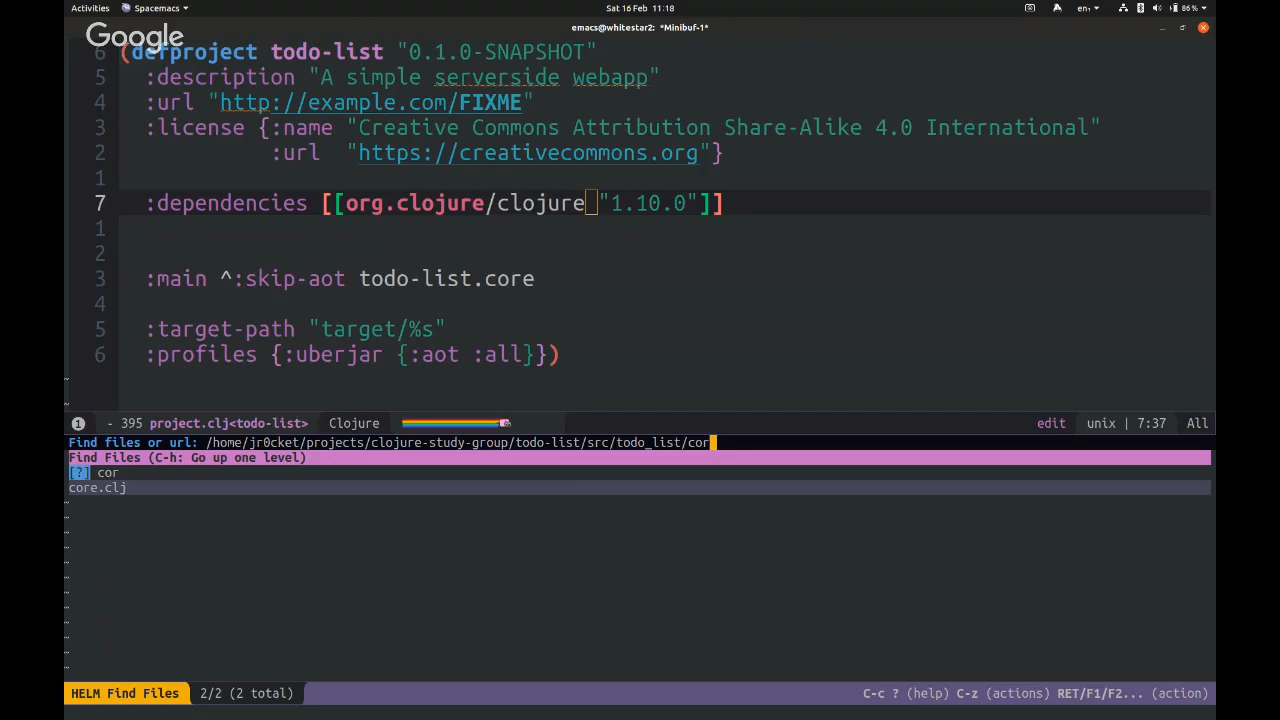 Activities Spacemacs Sat 16 Feb 11:18 en₁ 86%
emacs@whitestar2: *Minibuf-1*
Google
6 (defproject todo-list "0.1.0-SNAPSHOT"
5 :description "A simple serverside webapp"
4 :url "http://example.com/FIXME"
3 :license {:name "Creative Commons Attribution Share-Alike 4.0 International"
2 :url "https://creativecommons.org"}
1
7 :dependencies [[org.clojure/clojure "1.10.0"]]
1
2
3 :main ^:skip-aot todo-list.core
4
5 :target-path "target/%s"
6 :profiles {:uberjar {:aot :all}})
~
~
1 - 395 project.clj<todo-list> Clojure edit unix | 7:37 All
Find files or url: /home/jr0cket/projects/clojure-study-group/todo-list/src/todo_list/cor
Find Files (C-h: Go up one level)
[?] cor
core.clj
~
~
~
~
~
~
~
~
~
~
~
~
HELM Find Files 2/2 (2 total) C-c ? (help) C-z (actions) RET/F1/F2... (action)